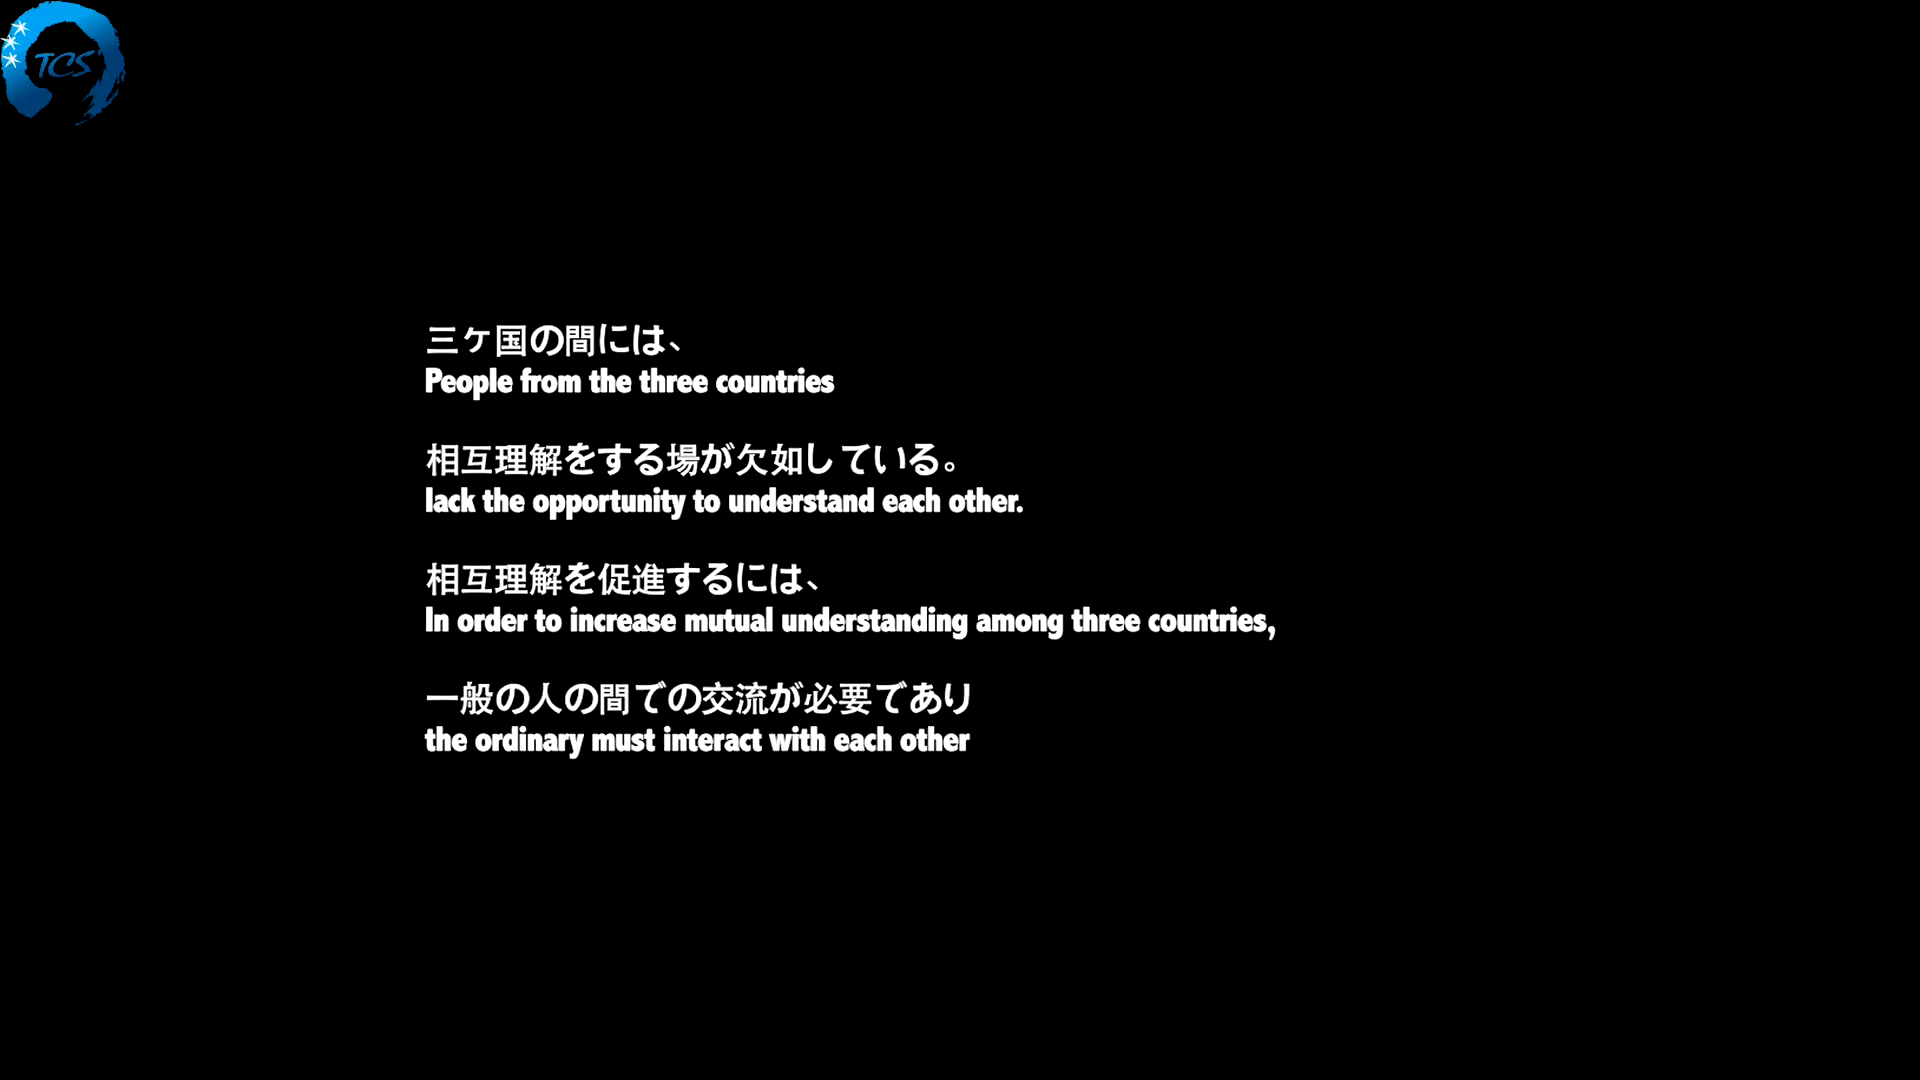 TCS
三ケ国の間には、
People from the three countries
相互理解をする場が欠如している。
lack the opportunity to understand each other.
相互理解を促進するには、
In order to increase mutual understanding among three countries,
一般の人の間での交流が必要であり
the ordinary must interact with each other